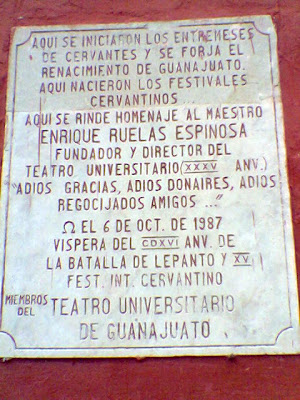 AQUI SE INICIARON LOS ENTREMESES
DE CERVANTES Y SE FORJA EL
RENACIMIENTO DE GUANAJUATO.
AQUI NACIERON LOS FESTIVALES
CERVANTINOS...
AQUI SE RINDE HOMENAJE AL MAESTRO
ENRIQUE RUELAS ESPINOSA
FUNDADOR Y DIRECTOR DEL
TEATRO UNIVERSITARIO (XXXV ANV.)
"ADIOS GRACIAS, ADIOS DONAIRES, ADIOS
REGOCIJADOS AMIGOS ..."
Ω EL 6 DE OCT. DE 1987
VISPERA DEL CDXVI ANV. DE
LA BATALLA DE LEPANTO Y XV
FEST. INT. CERVANTINO
MIEMBROS DEL TEATRO UNIVERSITARIO
DE GUANAJUATO